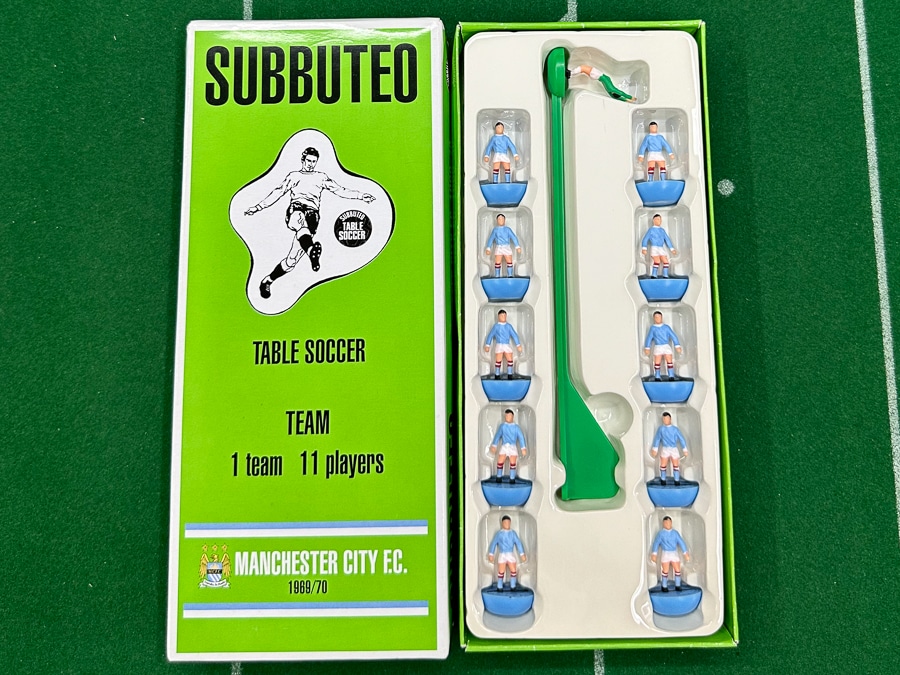 SUBBUTEO
SUBBUTEO
TABLE
SOCCER
TABLE SOCCER
TEAM
1 team 11 players
MANCHESTER CITY F.C.
1969/70